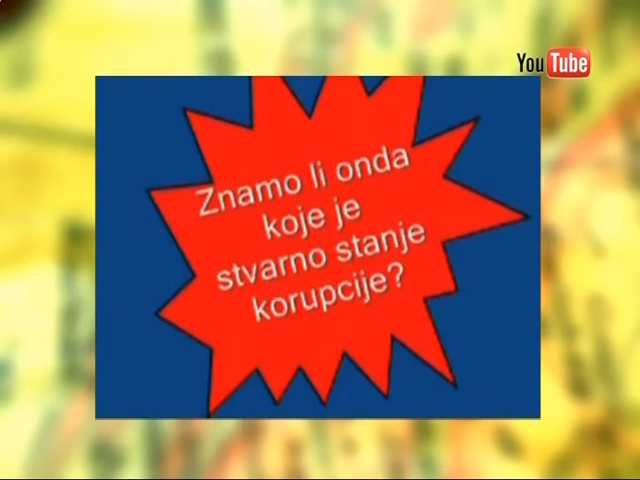 YouTube
Znamo li onda
koje je
stvarno stanje
korupcije?